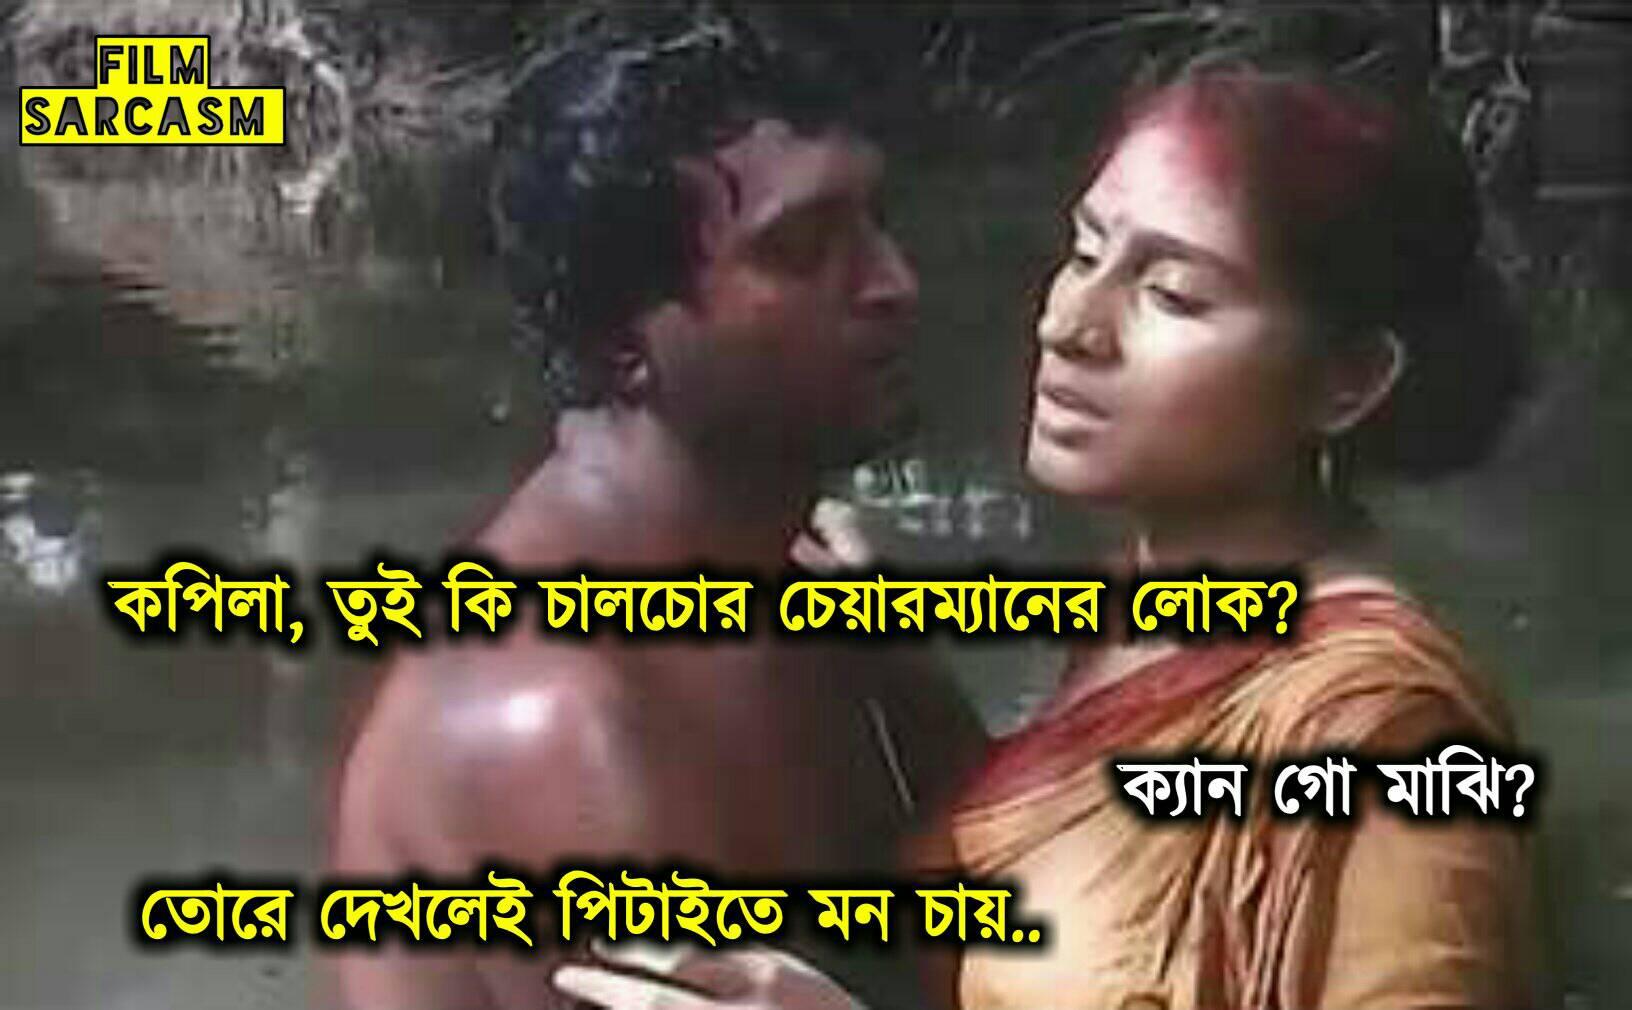 FILM
SARCASM
কপিলা, তুই কি চালচোর চেয়ারম্যানের লোক?
ক্যান গো মাঝি?
তোরে দেখলেই পিটাইতে মন চায়..